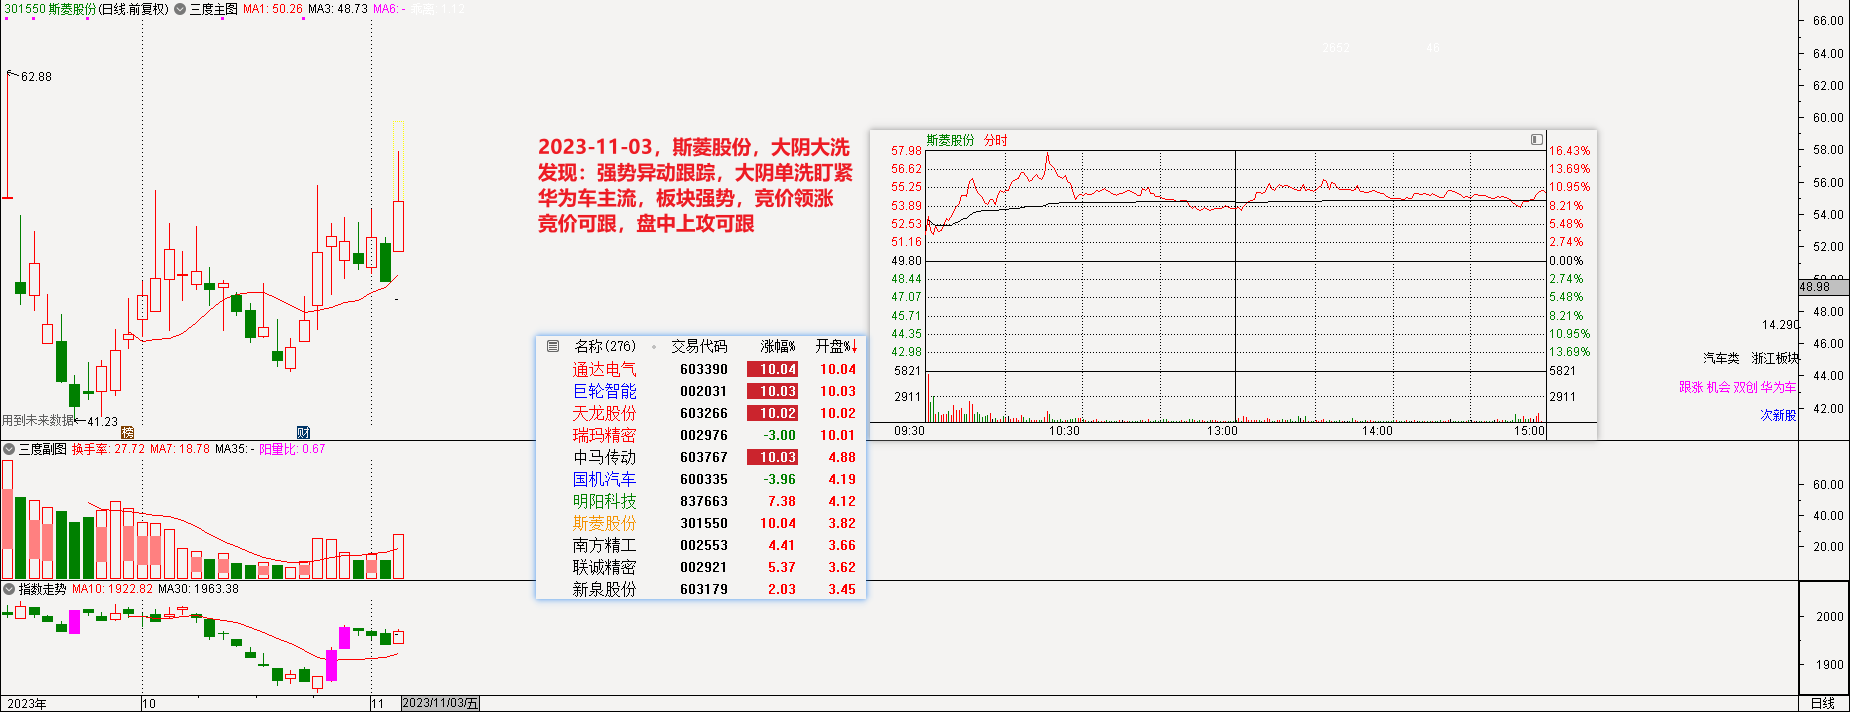 301550 斯菱股份(日线.前复权) 三度主图 MA1: 50.26 MA3: 48.73 MA6: -
66.00
64.00
62.88
62.00
60.00
58.00
56.00
54.00
52.00
48.98
48.00
46.00
44.00
42.00
14.290
汽车类 浙江板块
跟涨 机会 双创 华为车
次新股
2652 46
2023-11-03，斯菱股份，大阴大洗
发现：强势异动跟踪，大阴单洗盯紧
华为车主流，板块强势，竞价领涨
竞价可跟，盘中上攻可跟
斯菱股份 分时
57.98 16.43%
56.62 13.69%
55.25 10.95%
53.89 8.21%
52.53 5.48%
51.16 2.74%
49.80 0.00%
48.44 2.74%
47.07 5.48%
45.71 8.21%
44.35 10.95%
42.98 13.69%
5821 5821
2911 2911
09:30 10:30 13:00 14:00 15:00
名称(276) 交易代码 涨幅% 开盘%↓
通达电气 603390 10.04 10.04
巨轮智能 002031 10.03 10.03
天龙股份 603266 10.02 10.02
瑞玛精密 002976 -3.00 10.01
中马传动 603767 10.03 4.88
国机汽车 600335 -3.96 4.19
明阳科技 837663 7.38 4.12
斯菱股份 301550 10.04 3.82
南方精工 002553 4.41 3.66
联诚精密 002921 5.37 3.62
新泉股份 603179 2.03 3.45
用到未来数据 41.23
榜 财
三度副图 换手率: 27.72 MA7: 18.78 MA35: - 阳量比: 0.67
60.00
40.00
20.00
指数走势 MA10: 1922.82 MA30: 1963.38
2000
1900
2023年 10 11 2023/11/03/五 日线